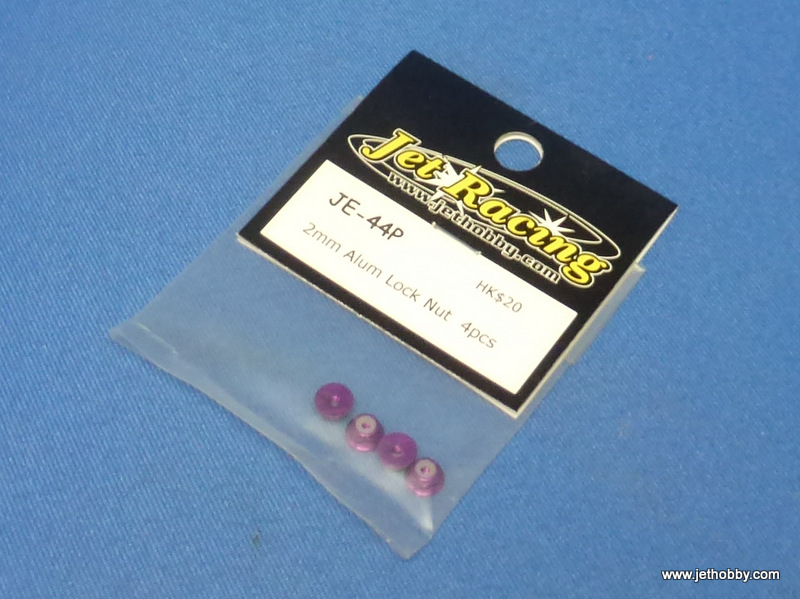 Jet Racing
www.jethobby.com
JE-44P
HK$20
2mm Alum Lock Nut 4pcs
www.jethobby.com